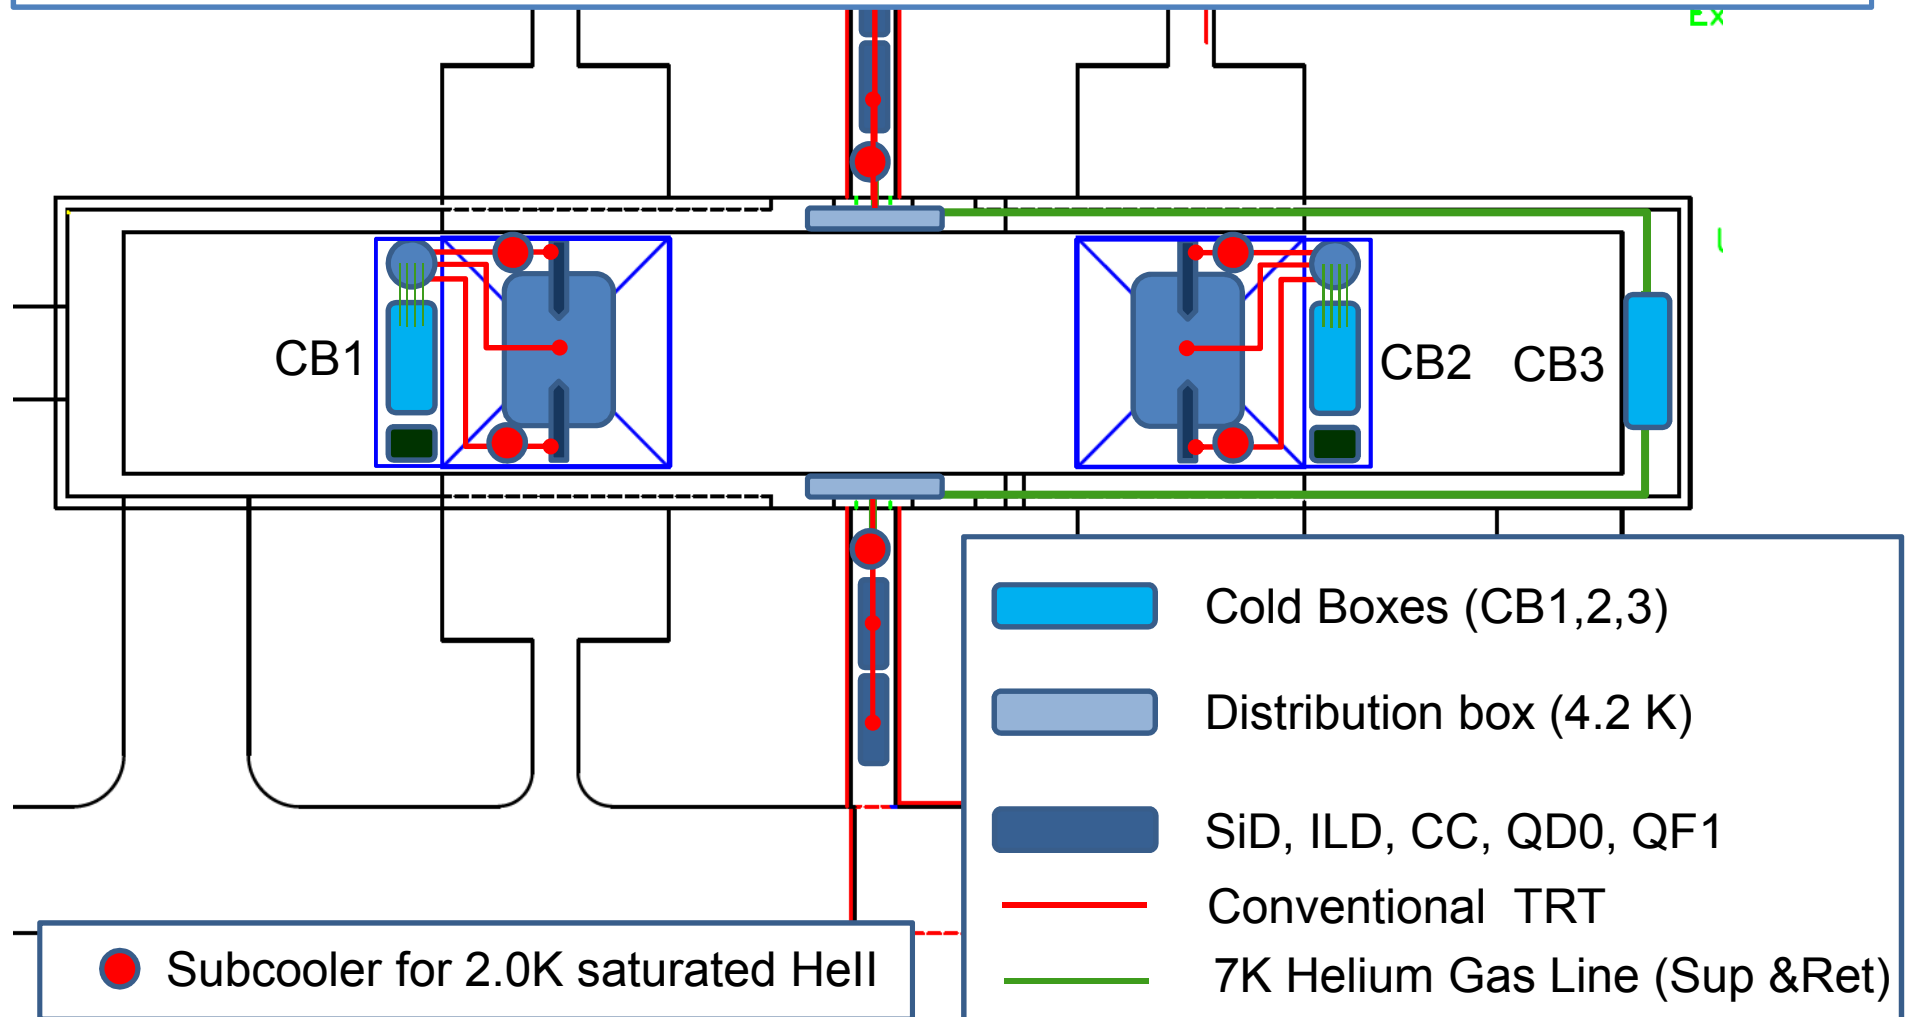 Ex
CB1
CB2
CB3
Cold Boxes (CB1,2,3)
Distribution box (4.2 K)
SiD, ILD, CC, QD0, QF1
Conventional TRT
7K Helium Gas Line (Sup &Ret)
Subcooler for 2.0K saturated HeII